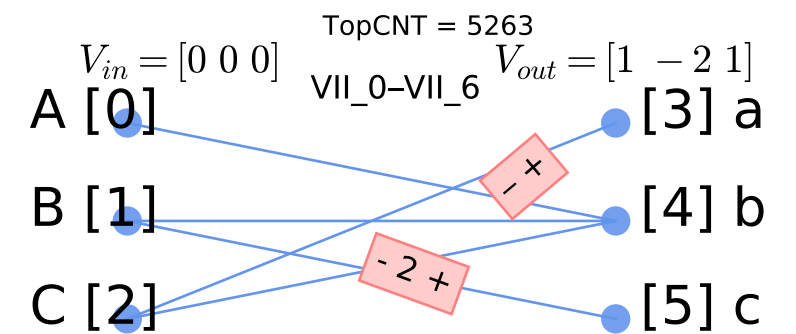 TopCNT = 5263
V_in = [0 0 0]
V_out = [1 −2 1]
VII_0–VII_6
A [0]
[3] a
− +
B [1]
[4] b
- 2 +
C [2]
[5] c